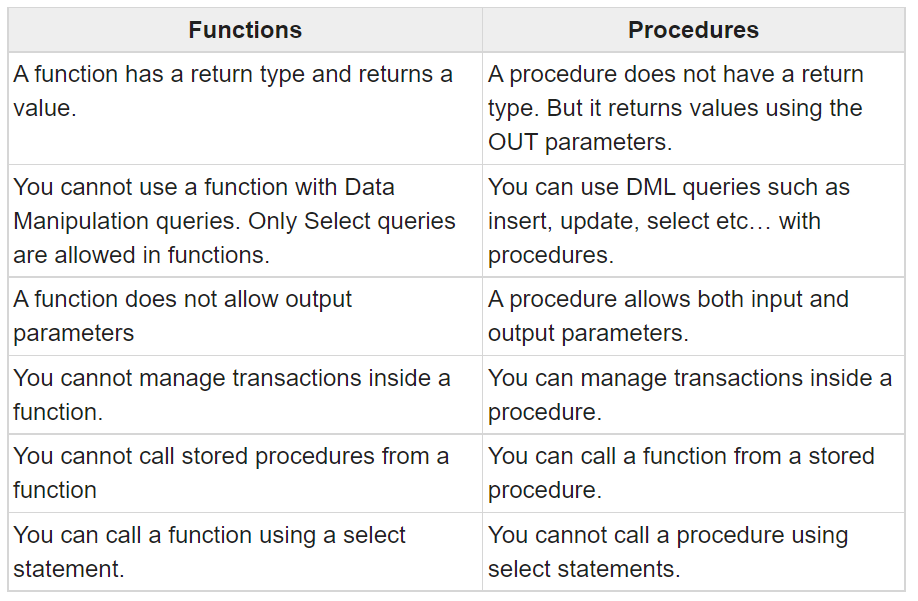 Functions
Procedures
A function has a return type and returns a
value.
A procedure does not have a return
type. But it returns values using the
OUT parameters.
You cannot use a function with Data
Manipulation queries. Only Select queries
are allowed in functions.
You can use DML queries such as
insert, update, select etc… with
procedures.
A function does not allow output
parameters
A procedure allows both input and
output parameters.
You cannot manage transactions inside a
function.
You can manage transactions inside a
procedure.
You cannot call stored procedures from a
function
You can call a function from a stored
procedure.
You can call a function using a select
statement.
You cannot call a procedure using
select statements.